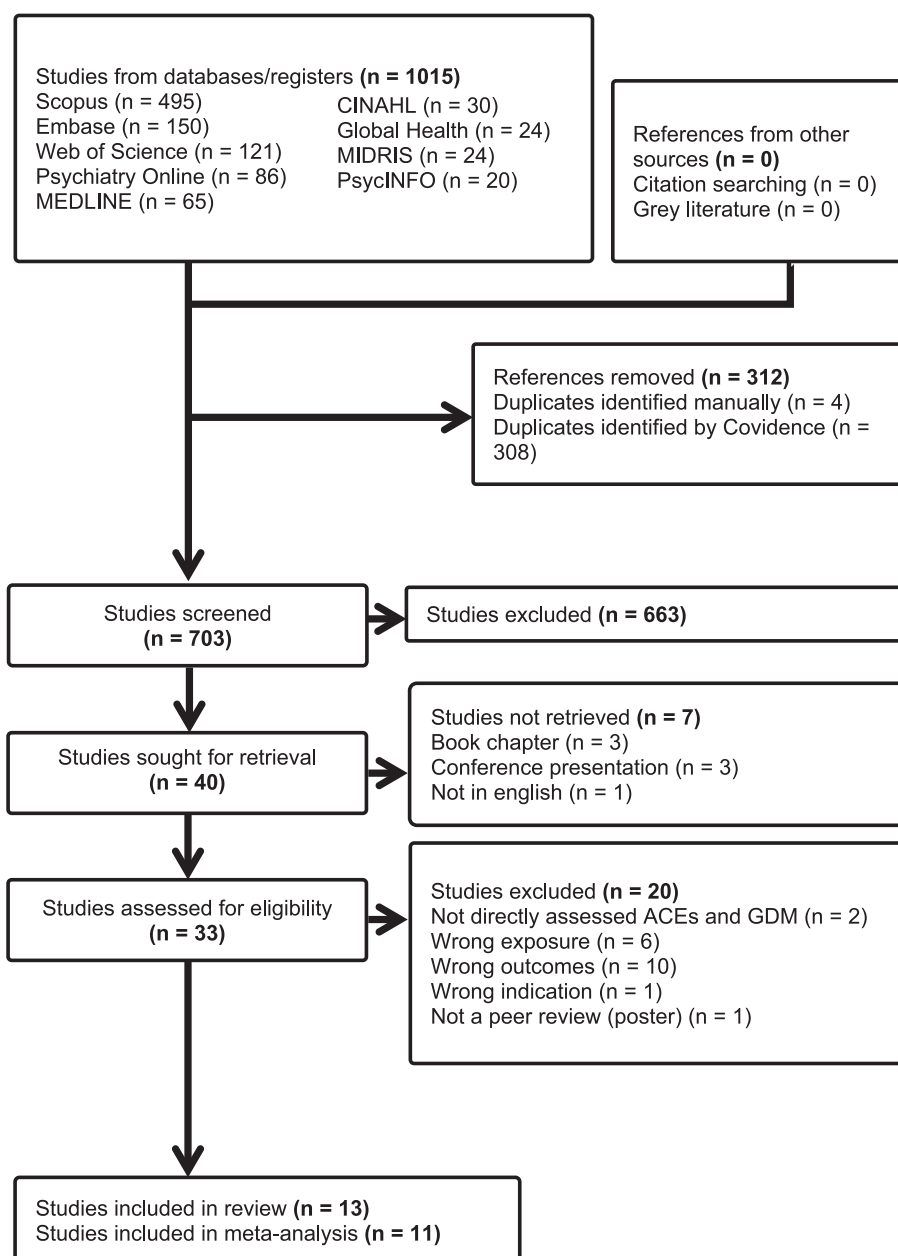 Studies from databases/registers (n = 1015)
Scopus (n = 495)
Embase (n = 150)
Web of Science (n = 121)
Psychiatry Online (n = 86)
MEDLINE (n = 65)
CINAHL (n = 30)
Global Health (n = 24)
MIDRIS (n = 24)
PsycINFO (n = 20)
References from other
sources (n = 0)
Citation searching (n = 0)
Grey literature (n = 0)
References removed (n = 312)
Duplicates identified manually (n = 4)
Duplicates identified by Covidence (n =
308)
Studies screened
(n = 703)
Studies excluded (n = 663)
Studies sought for retrieval
(n = 40)
Studies not retrieved (n = 7)
Book chapter (n = 3)
Conference presentation (n = 3)
Not in english (n = 1)
Studies assessed for eligibility
(n = 33)
Studies excluded (n = 20)
Not directly assessed ACEs and GDM (n = 2)
Wrong exposure (n = 6)
Wrong outcomes (n = 10)
Wrong indication (n = 1)
Not a peer review (poster) (n = 1)
Studies included in review (n = 13)
Studies included in meta-analysis (n = 11)